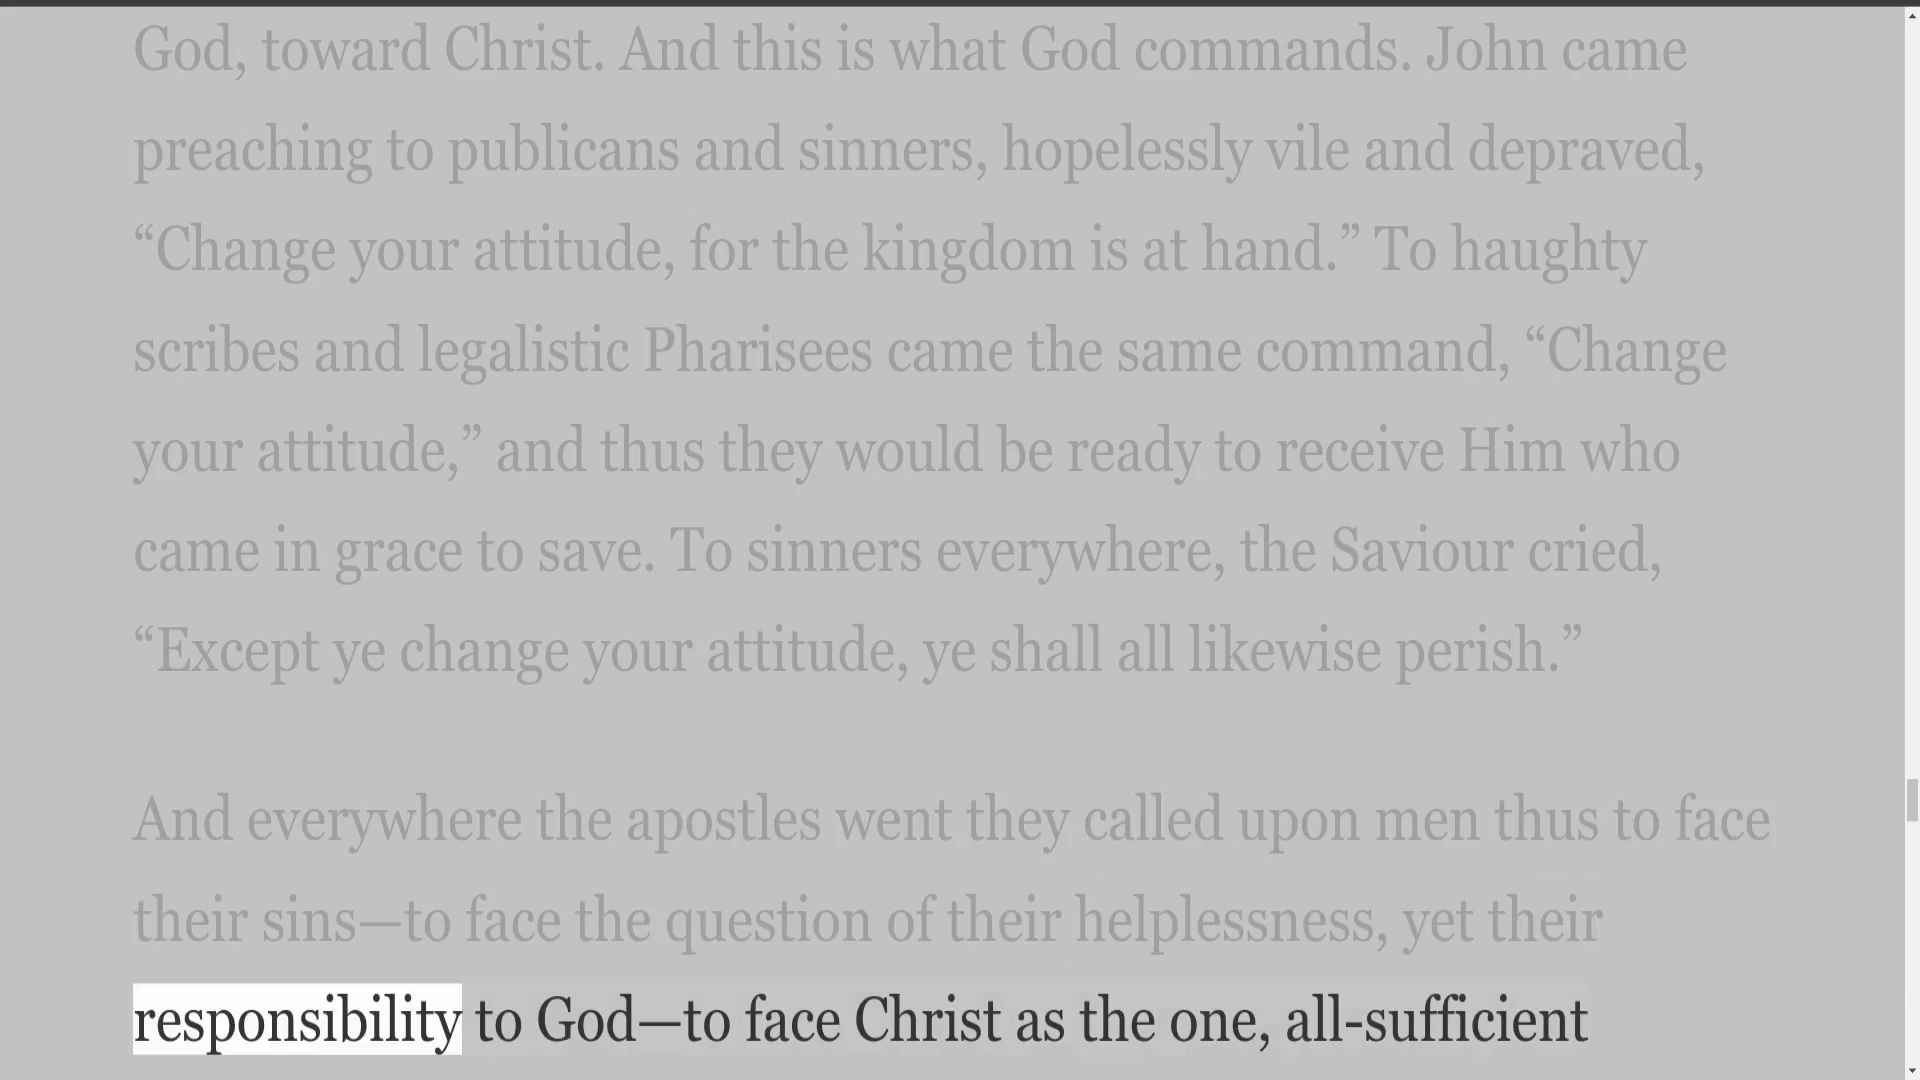 God, toward Christ. And this is what God commands. John came
preaching to publicans and sinners, hopelessly vile and depraved,
“Change your attitude, for the kingdom is at hand.” To haughty
scribes and legalistic Pharisees came the same command, “Change
your attitude,” and thus they would be ready to receive Him who
came in grace to save. To sinners everywhere, the Saviour cried,
“Except ye change your attitude, ye shall all likewise perish.”
And everywhere the apostles went they called upon men thus to face
their sins—to face the question of their helplessness, yet their
responsibility to God—to face Christ as the one, all-sufficient